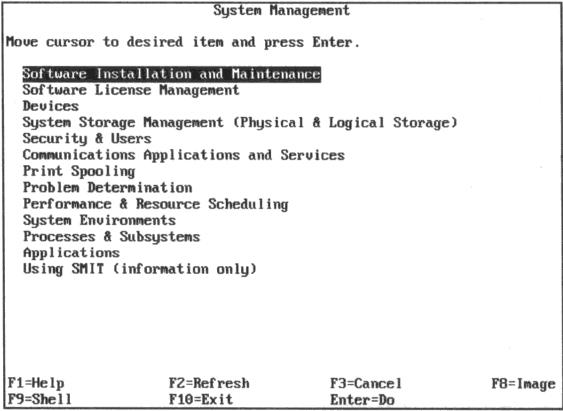 System Management
Move cursor to desired item and press Enter.
Software Installation and Maintenance
Software License Management
Devices
System Storage Management (Physical & Logical Storage)
Security & Users
Communications Applications and Services
Print Spooling
Problem Determination
Performance & Resource Scheduling
System Environments
Processes & Subsystems
Applications
Using SMIT (information only)
F1=Help F2=Refresh F3=Cancel F8=Image
F9=Shell F10=Exit Enter=Do